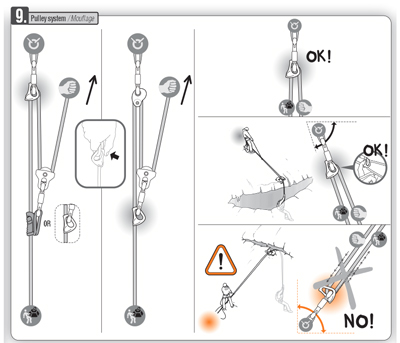 9. Pulley system / Mouflage
OR
OK!
OK!
NO!